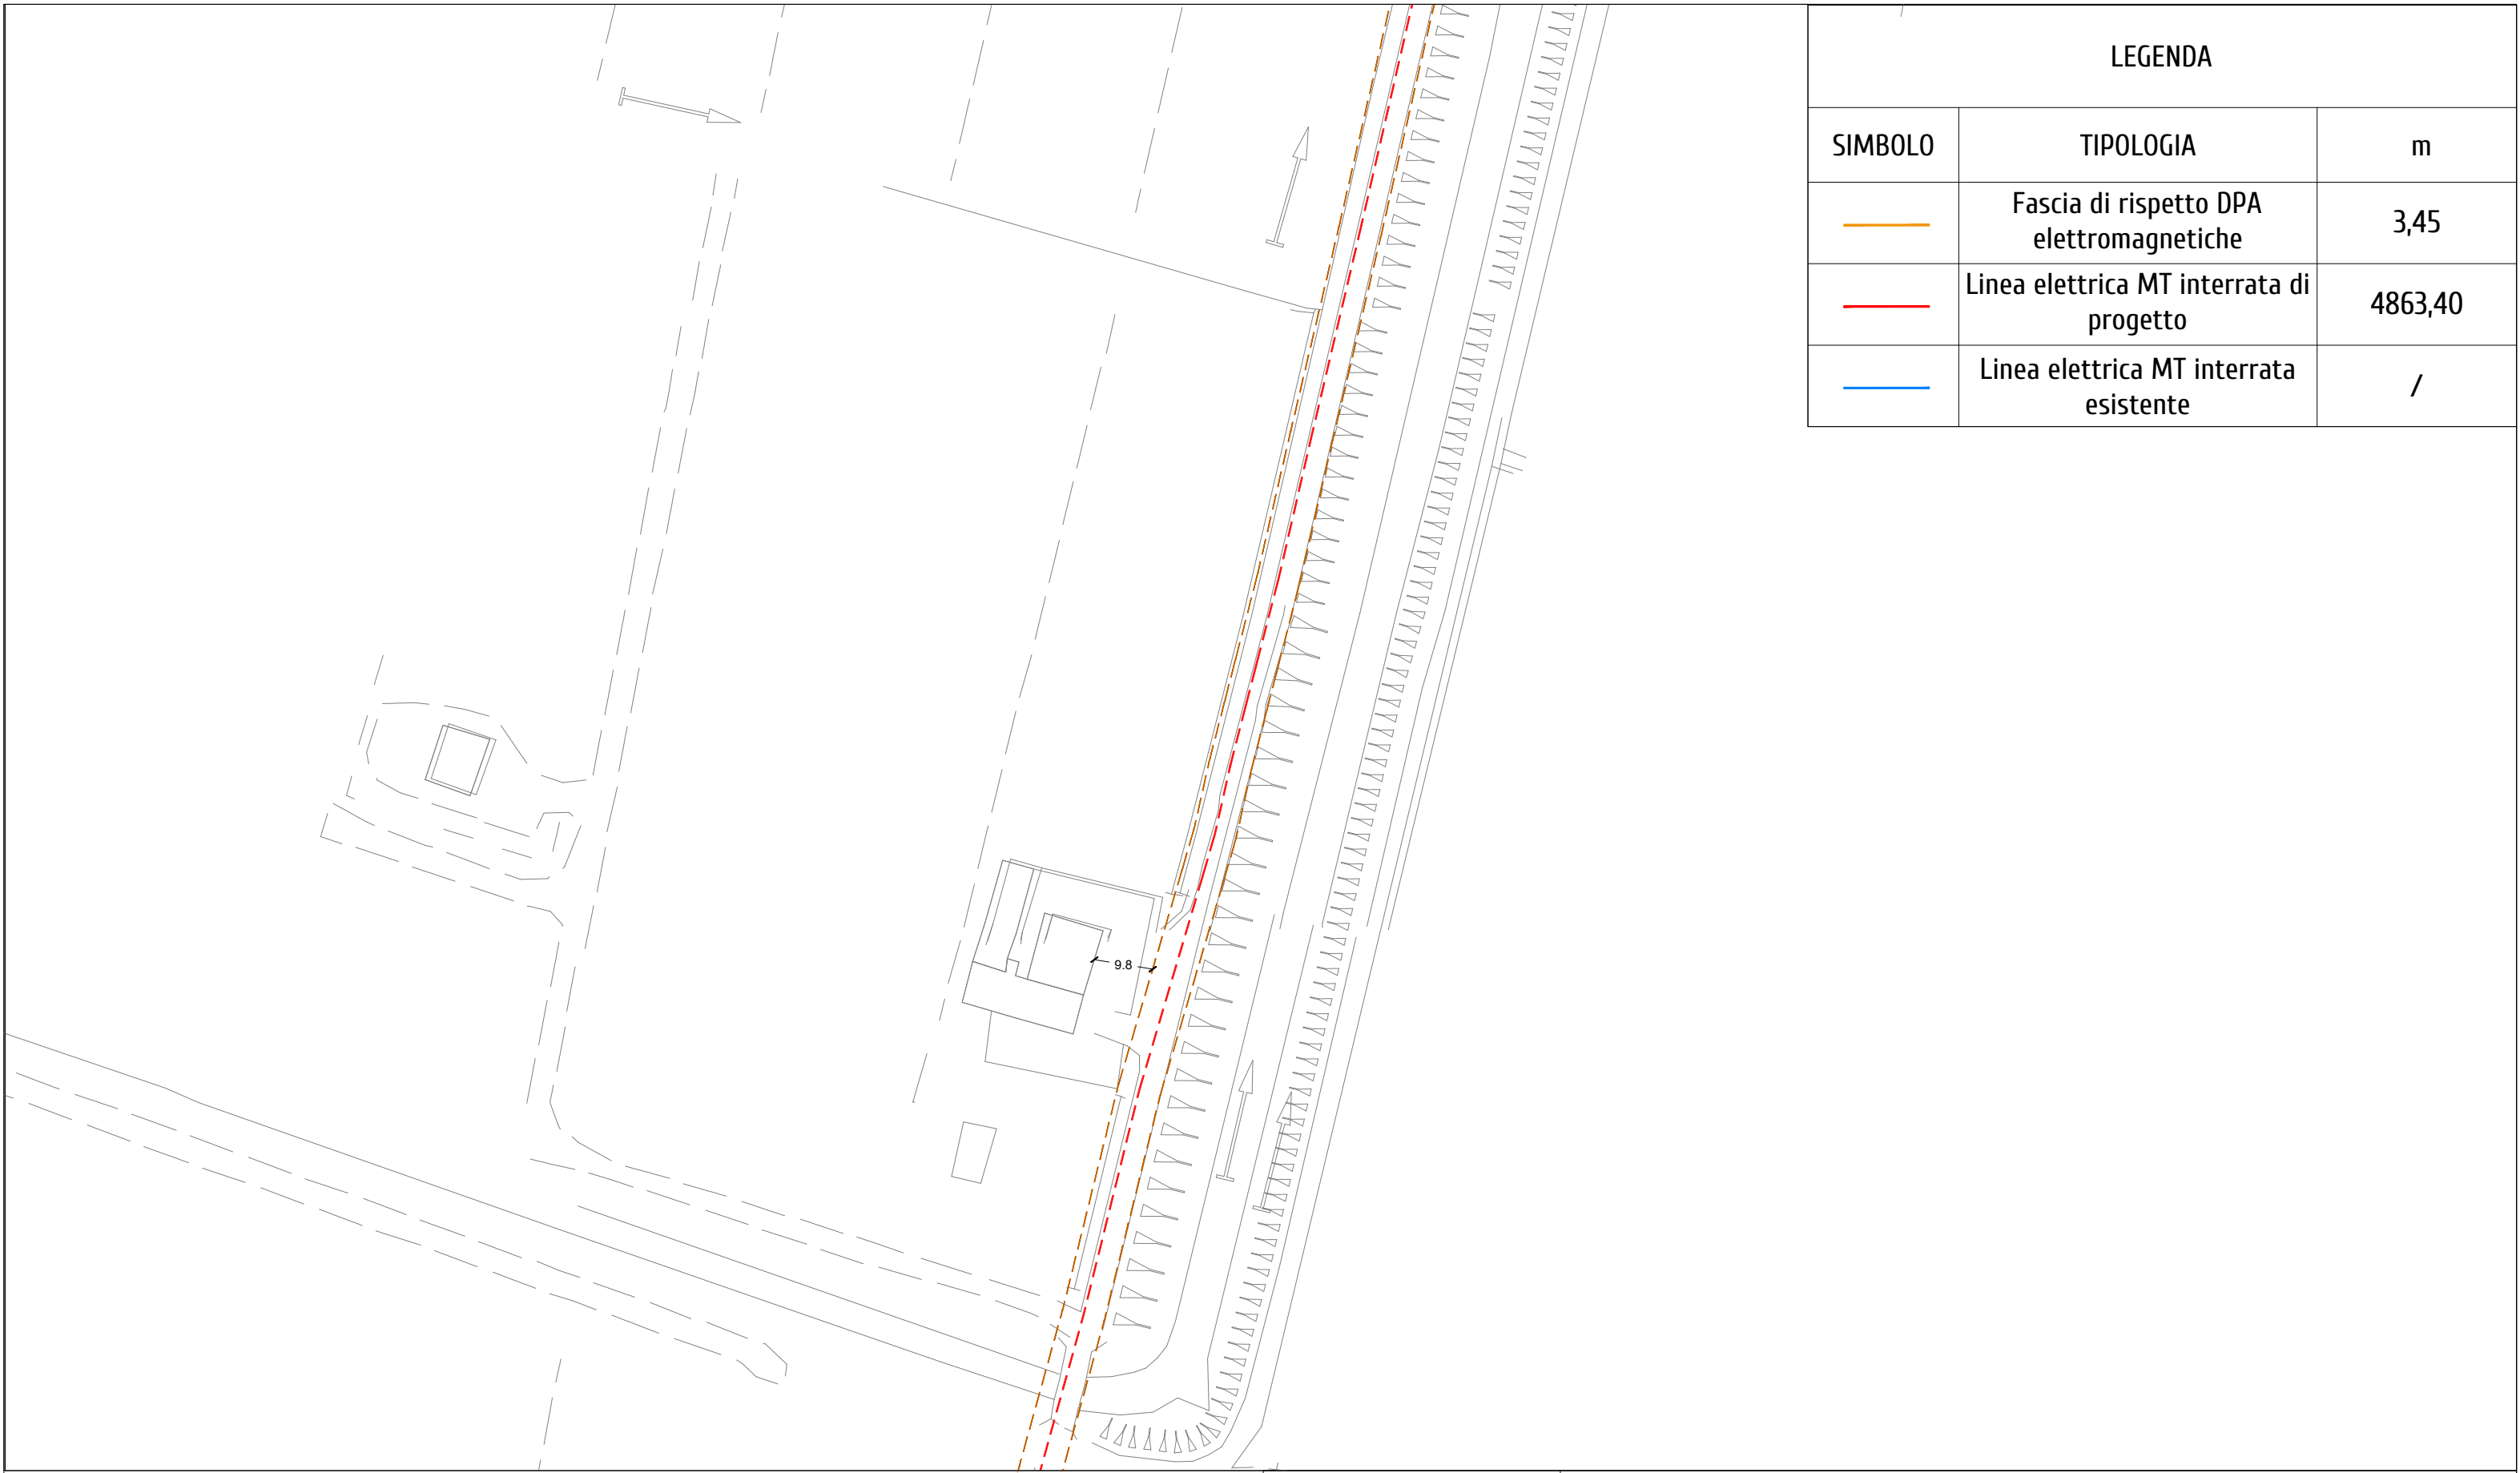 LEGENDA
SIMBOLO TIPOLOGIA m
Fascia di rispetto DPA
elettromagnetiche
3,45
Linea elettrica MT interrata di
progetto
4863,40
Linea elettrica MT interrata
esistente
/
9.8